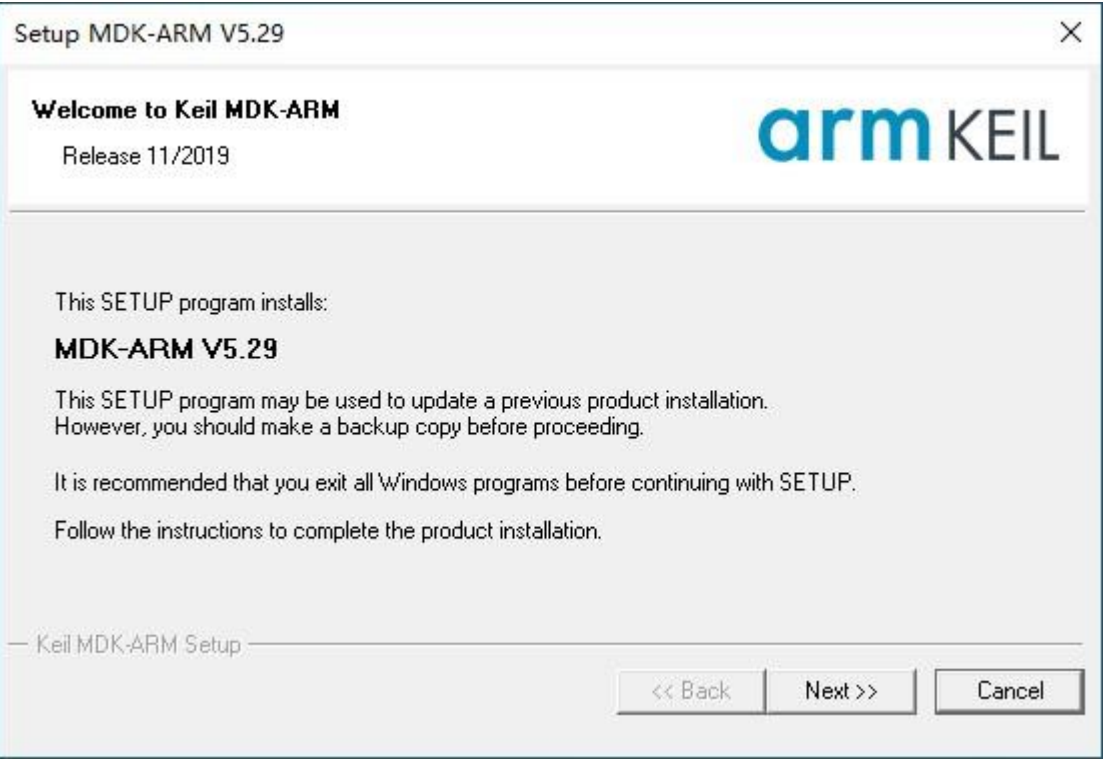 Setup MDK-ARM V5.29
Welcome to Keil MDK-ARM
Release 11/2019
arm KEIL
This SETUP program installs:
MDK-ARM V5.29
This SETUP program may be used to update a previous product installation.
However, you should make a backup copy before proceeding.
It is recommended that you exit all Windows programs before continuing with SETUP.
Follow the instructions to complete the product installation.
Keil MDK-ARM Setup
<< Back
Next >>
Cancel